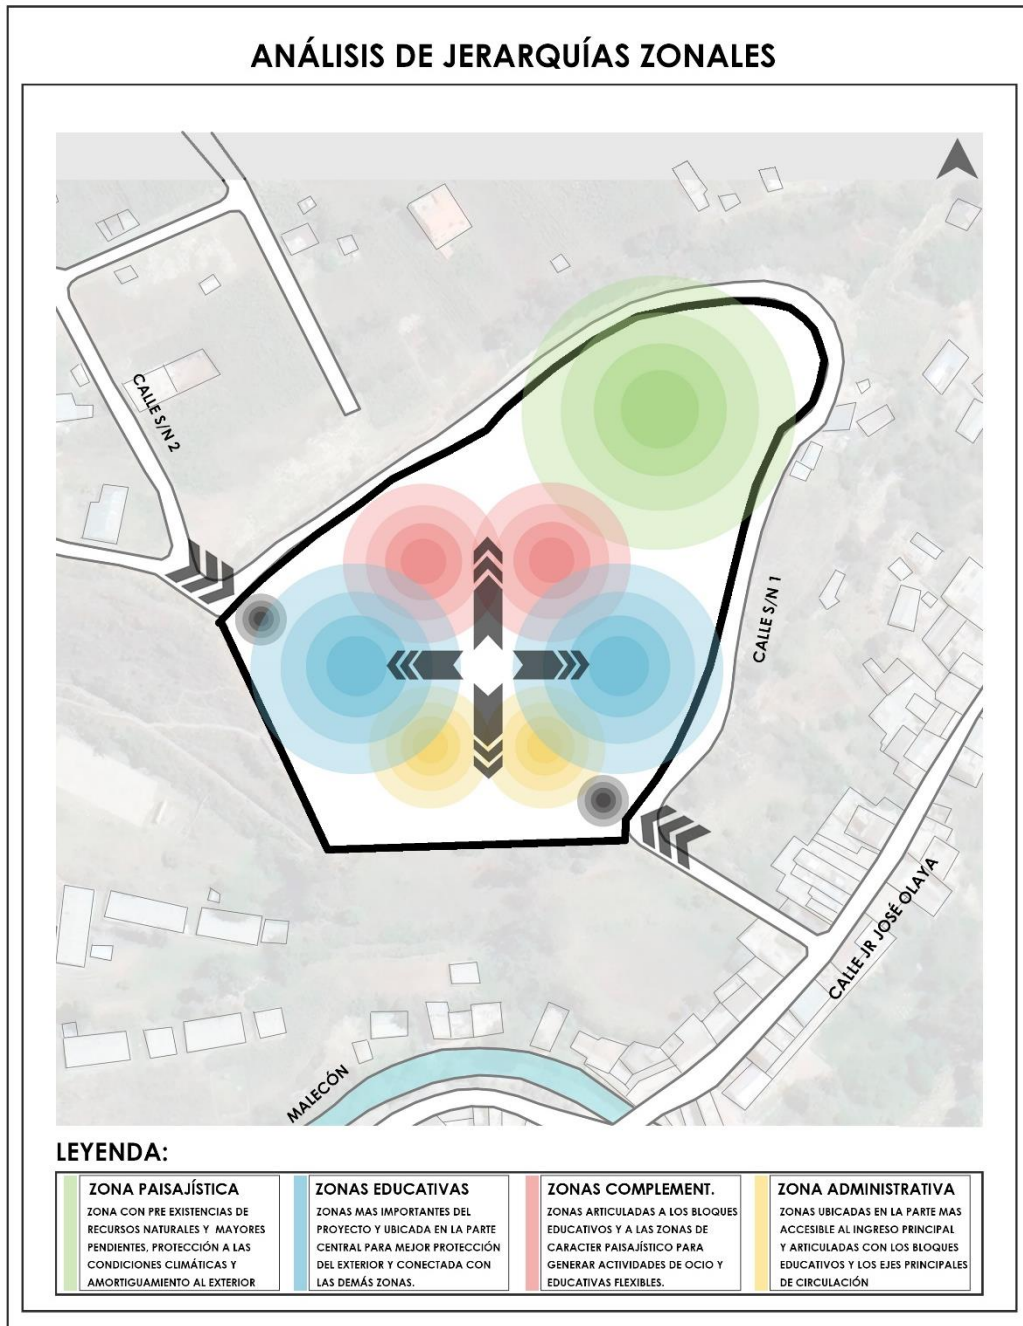 ANÁLISIS DE JERARQUÍAS ZONALES
CALLE S/N 2
CALLE S/N 1
CALLE JR JOSÉ OLAYA
MALECÓN
LEYENDA:
ZONA PAISAJÍSTICA
ZONA CON PRE EXISTENCIAS DE
RECURSOS NATURALES Y MAYORES
PENDIENTES, PROTECCIÓN A LAS
CONDICIONES CLIMÁTICAS Y
AMORTIGUAMIENTO AL EXTERIOR
ZONAS EDUCATIVAS
ZONAS MAS IMPORTANTES DEL
PROYECTO Y UBICADA EN LA PARTE
CENTRAL PARA MEJOR PROTECCIÓN
DEL EXTERIOR Y CONECTADA CON
LAS DEMÁS ZONAS.
ZONAS COMPLEMENT.
ZONAS ARTICULADAS A LOS BLOQUES
EDUCATIVOS Y A LAS ZONAS DE
CARACTER PAISAJÍSTICO PARA
GENERAR ACTIVIDADES DE OCIO Y
EDUCATIVAS FLEXIBLES.
ZONA ADMINISTRATIVA
ZONAS UBICADAS EN LA PARTE MAS
ACCESIBLE AL INGRESO PRINCIPAL
Y ARTICULADAS CON LOS BLOQUES
EDUCATIVOS Y LOS EJES PRINCIPALES
DE CIRCULACIÓN